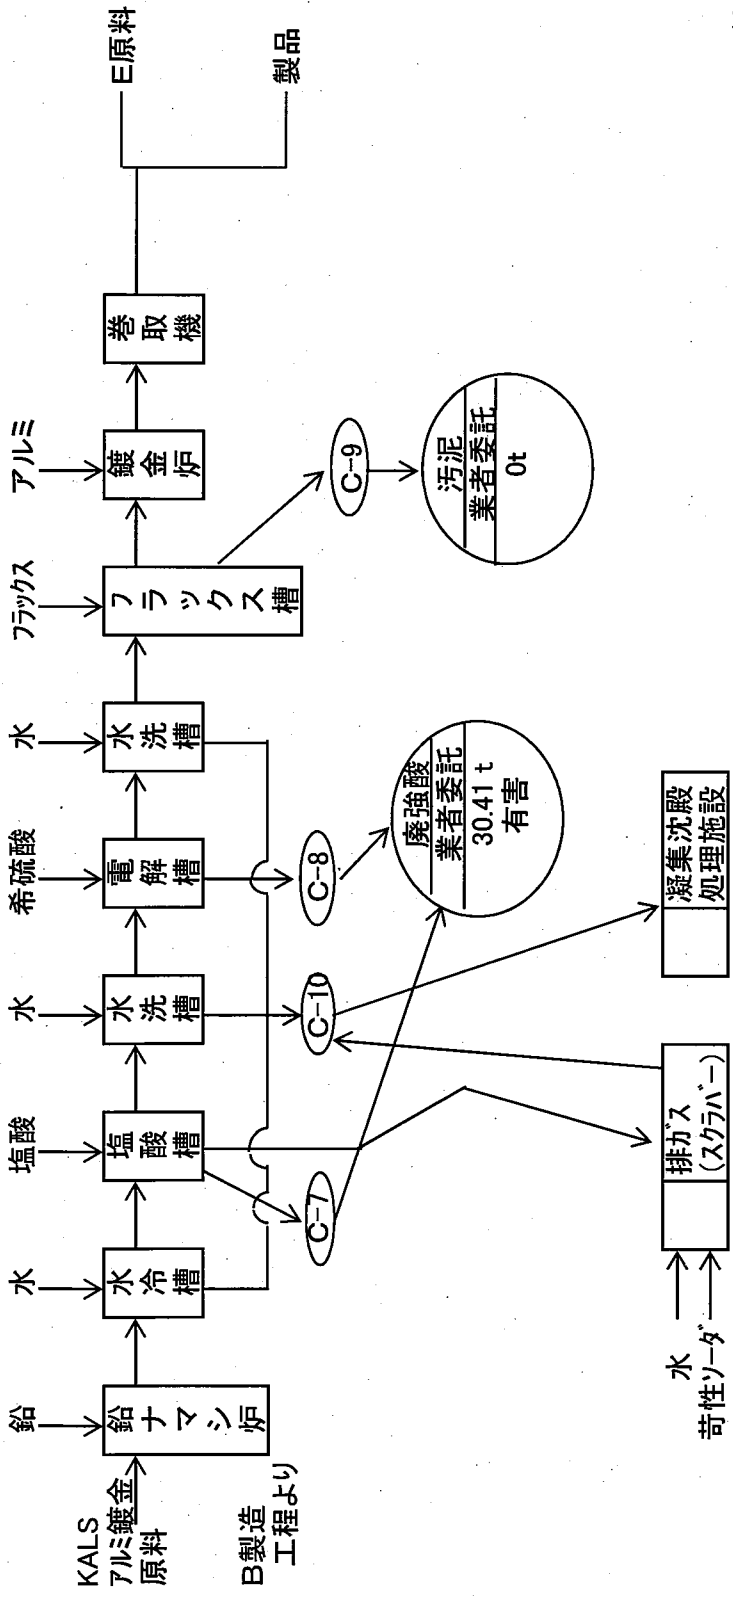 鉛
水
塩酸
水
希硫酸
水
フラックス
アルミ
KALS
アルミ鍍金
原料
B製造
工程より
鉛ナマシ炉
水冷槽
塩酸槽
水洗槽
電解槽
水洗槽
フラックス槽
鍍金炉
巻取機
E原料
製品
C-7
C-10
C-8
C-9
廃強酸
業者委託
30.41 t
有害
汚泥
業者委託
0t
水
苛性ソーダ
排ガス
(スクラバー)
凝集沈殿
処理施設